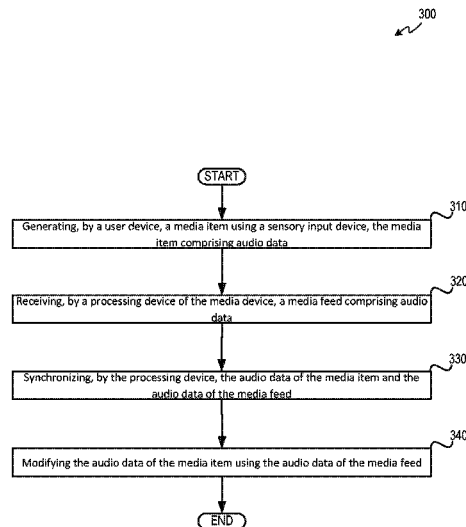 300
START
310
Generating, by a user device, a media item using a sensory input device, the media
item comprising audio data
320
Receiving, by a processing device of the media device, a media feed comprising audio
data
330
Synchronizing, by the processing device, the audio data of the media item and the
audio data of the media feed
340
Modifying the audio data of the media item using the audio data of the media feed
END